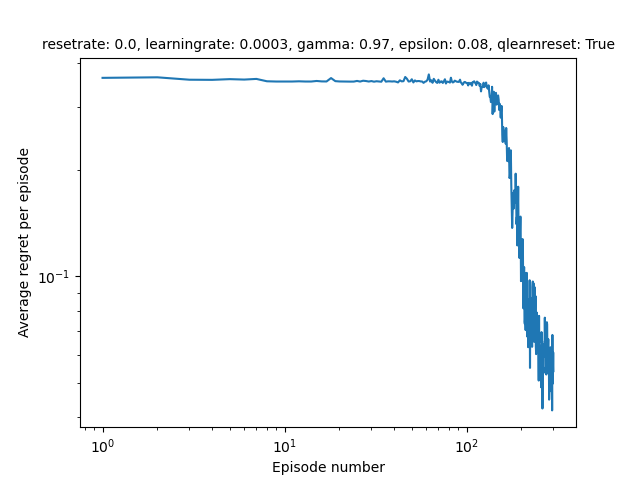 resetrate: 0.0, learningrate: 0.0003, gamma: 0.97, epsilon: 0.08, qlearnreset: True
Average regret per episode
10⁻¹
10⁰ 10¹ 10²
Episode number